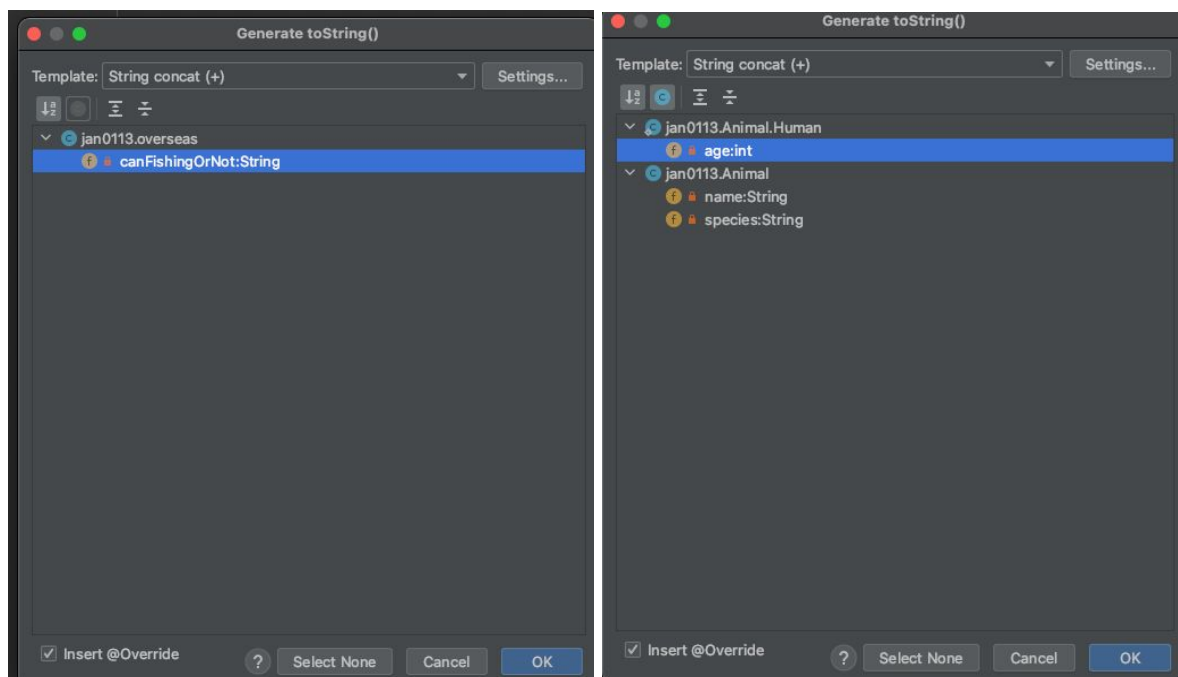 Generate toString()
Template: String concat (+) Settings...
jan0113.overseas
canFishingOrNot:String
Insert @Override
? Select None Cancel OK
Generate toString()
Template: String concat (+) Settings...
jan0113.Animal.Human
age:int
jan0113.Animal
name:String
species:String
Insert @Override
? Select None Cancel OK